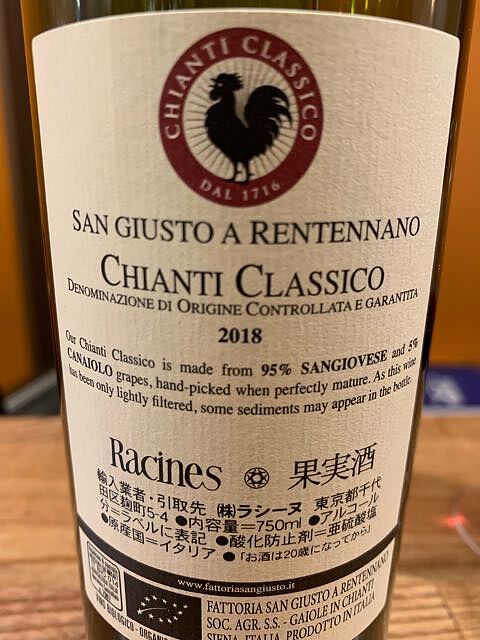 CHIANTI CLASSICO
DAL 1716
SAN GIUSTO A RENTENNANO
CHIANTI CLASSICO
DENOMINAZIONE DI ORIGINE CONTROLLATA E GARANTITA
2018
Our Chianti Classico is made from 95% SANGIOVESE and 5%
CANAIOLO grapes, hand-picked when perfectly mature. As this wine
has been only lightly filtered, some sediments may appear in the bottle.
Racines 果実酒
輸入業者・引取先 ㈱ラシーヌ 東京都千代
田区麹町5-4 ●内容量=750ml ●アルコール
分=ラベルに表記 ●酸化防止剤=亜硫酸塩
●原産国=イタリア ●「お酒は20歳になってから」
www.fattoriasangiusto.it
FATTORIA SAN GIUSTO A RENTENNANO
SOC. AGR. S.S. - GAIOLE IN CHIANTI
SIENA, ITALIA, PRODOTTO IN ITALIA
VINO BIOLOGICO - ORGANIC